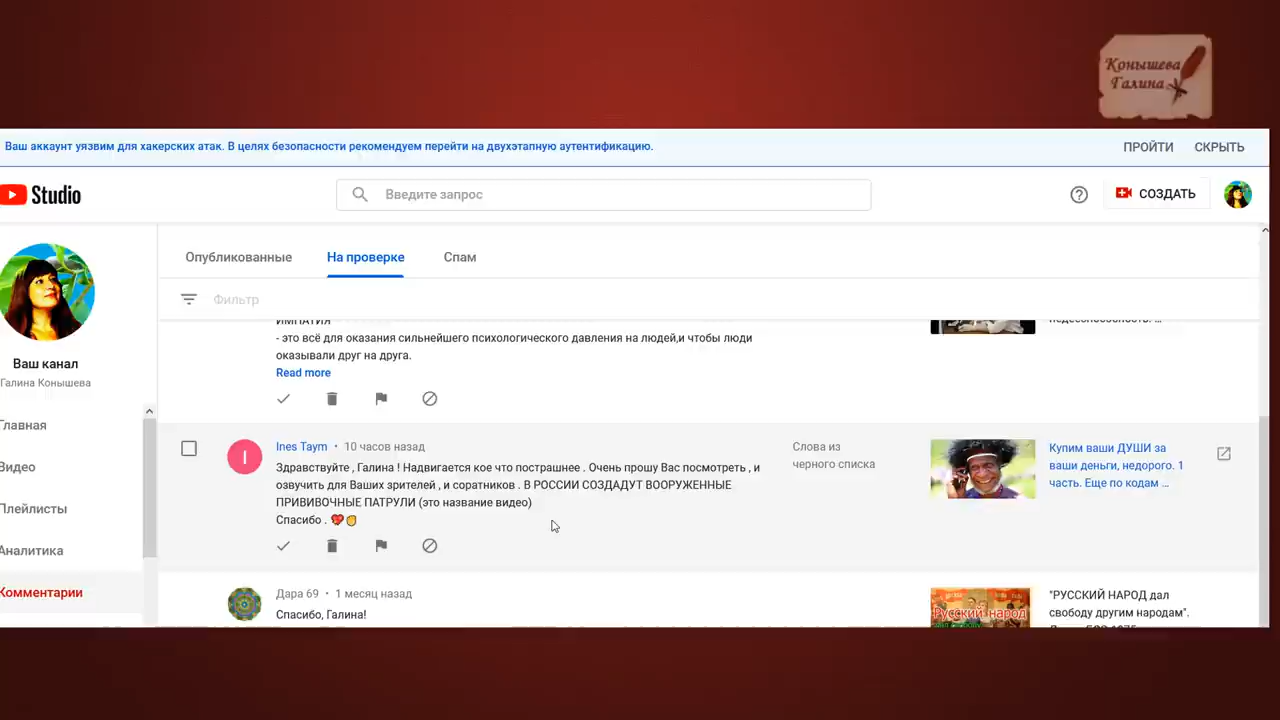 Конышева
Галина
Ваш аккаунт уязвим для хакерских атак. В целях безопасности рекомендуем перейти на двухэтапную аутентификацию.
ПРОЙТИ
СКРЫТЬ
Studio
Введите запрос
СОЗДАТЬ
Опубликованные
На проверке
Спам
Фильтр
Ваш канал
Галина Конышева
Главная
Видео
Плейлисты
Аналитика
Комментарии
ИМПАТИЯ
- это всё для оказания сильнейшего психологического давления на людей,и чтобы люди
оказывали друг на друга.
Read more
Ines Taym • 10 часов назад
Здравствуйте , Галина ! Надвигается кое что пострашнее . Очень прошу Вас посмотреть , и
озвучить для Ваших зрителей , и соратников . В РОССИИ СОЗДАДУТ ВООРУЖЕННЫЕ
ПРИВИВОЧНЫЕ ПАТРУЛИ (это название видео)
Спасибо . 
Слова из
черного списка
Купим ваши ДУШИ за
ваши деньги, недорого. 1
часть. Еще по кодам ...
Дара 69 • 1 месяц назад
Спасибо, Галина!
Русский народ
"РУССКИЙ НАРОД дал
свободу другим народам".